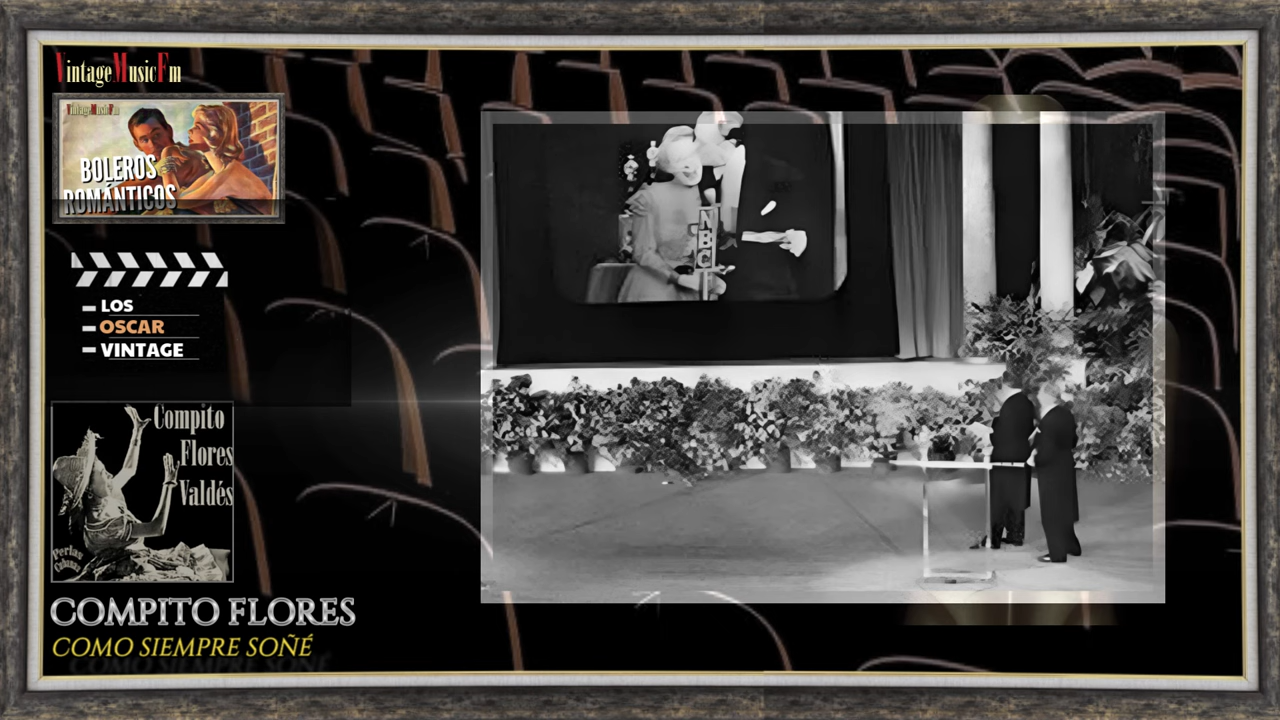 VintageMusicFm
VintageMusicFm
BOLEROS
ROMÁNTICOS
LOS
OSCAR
VINTAGE
Compito
Flores
Valdés
Perlas
Cubanas
COMPITO FLORES
COMO SIEMPRE SOÑÉ
NBC